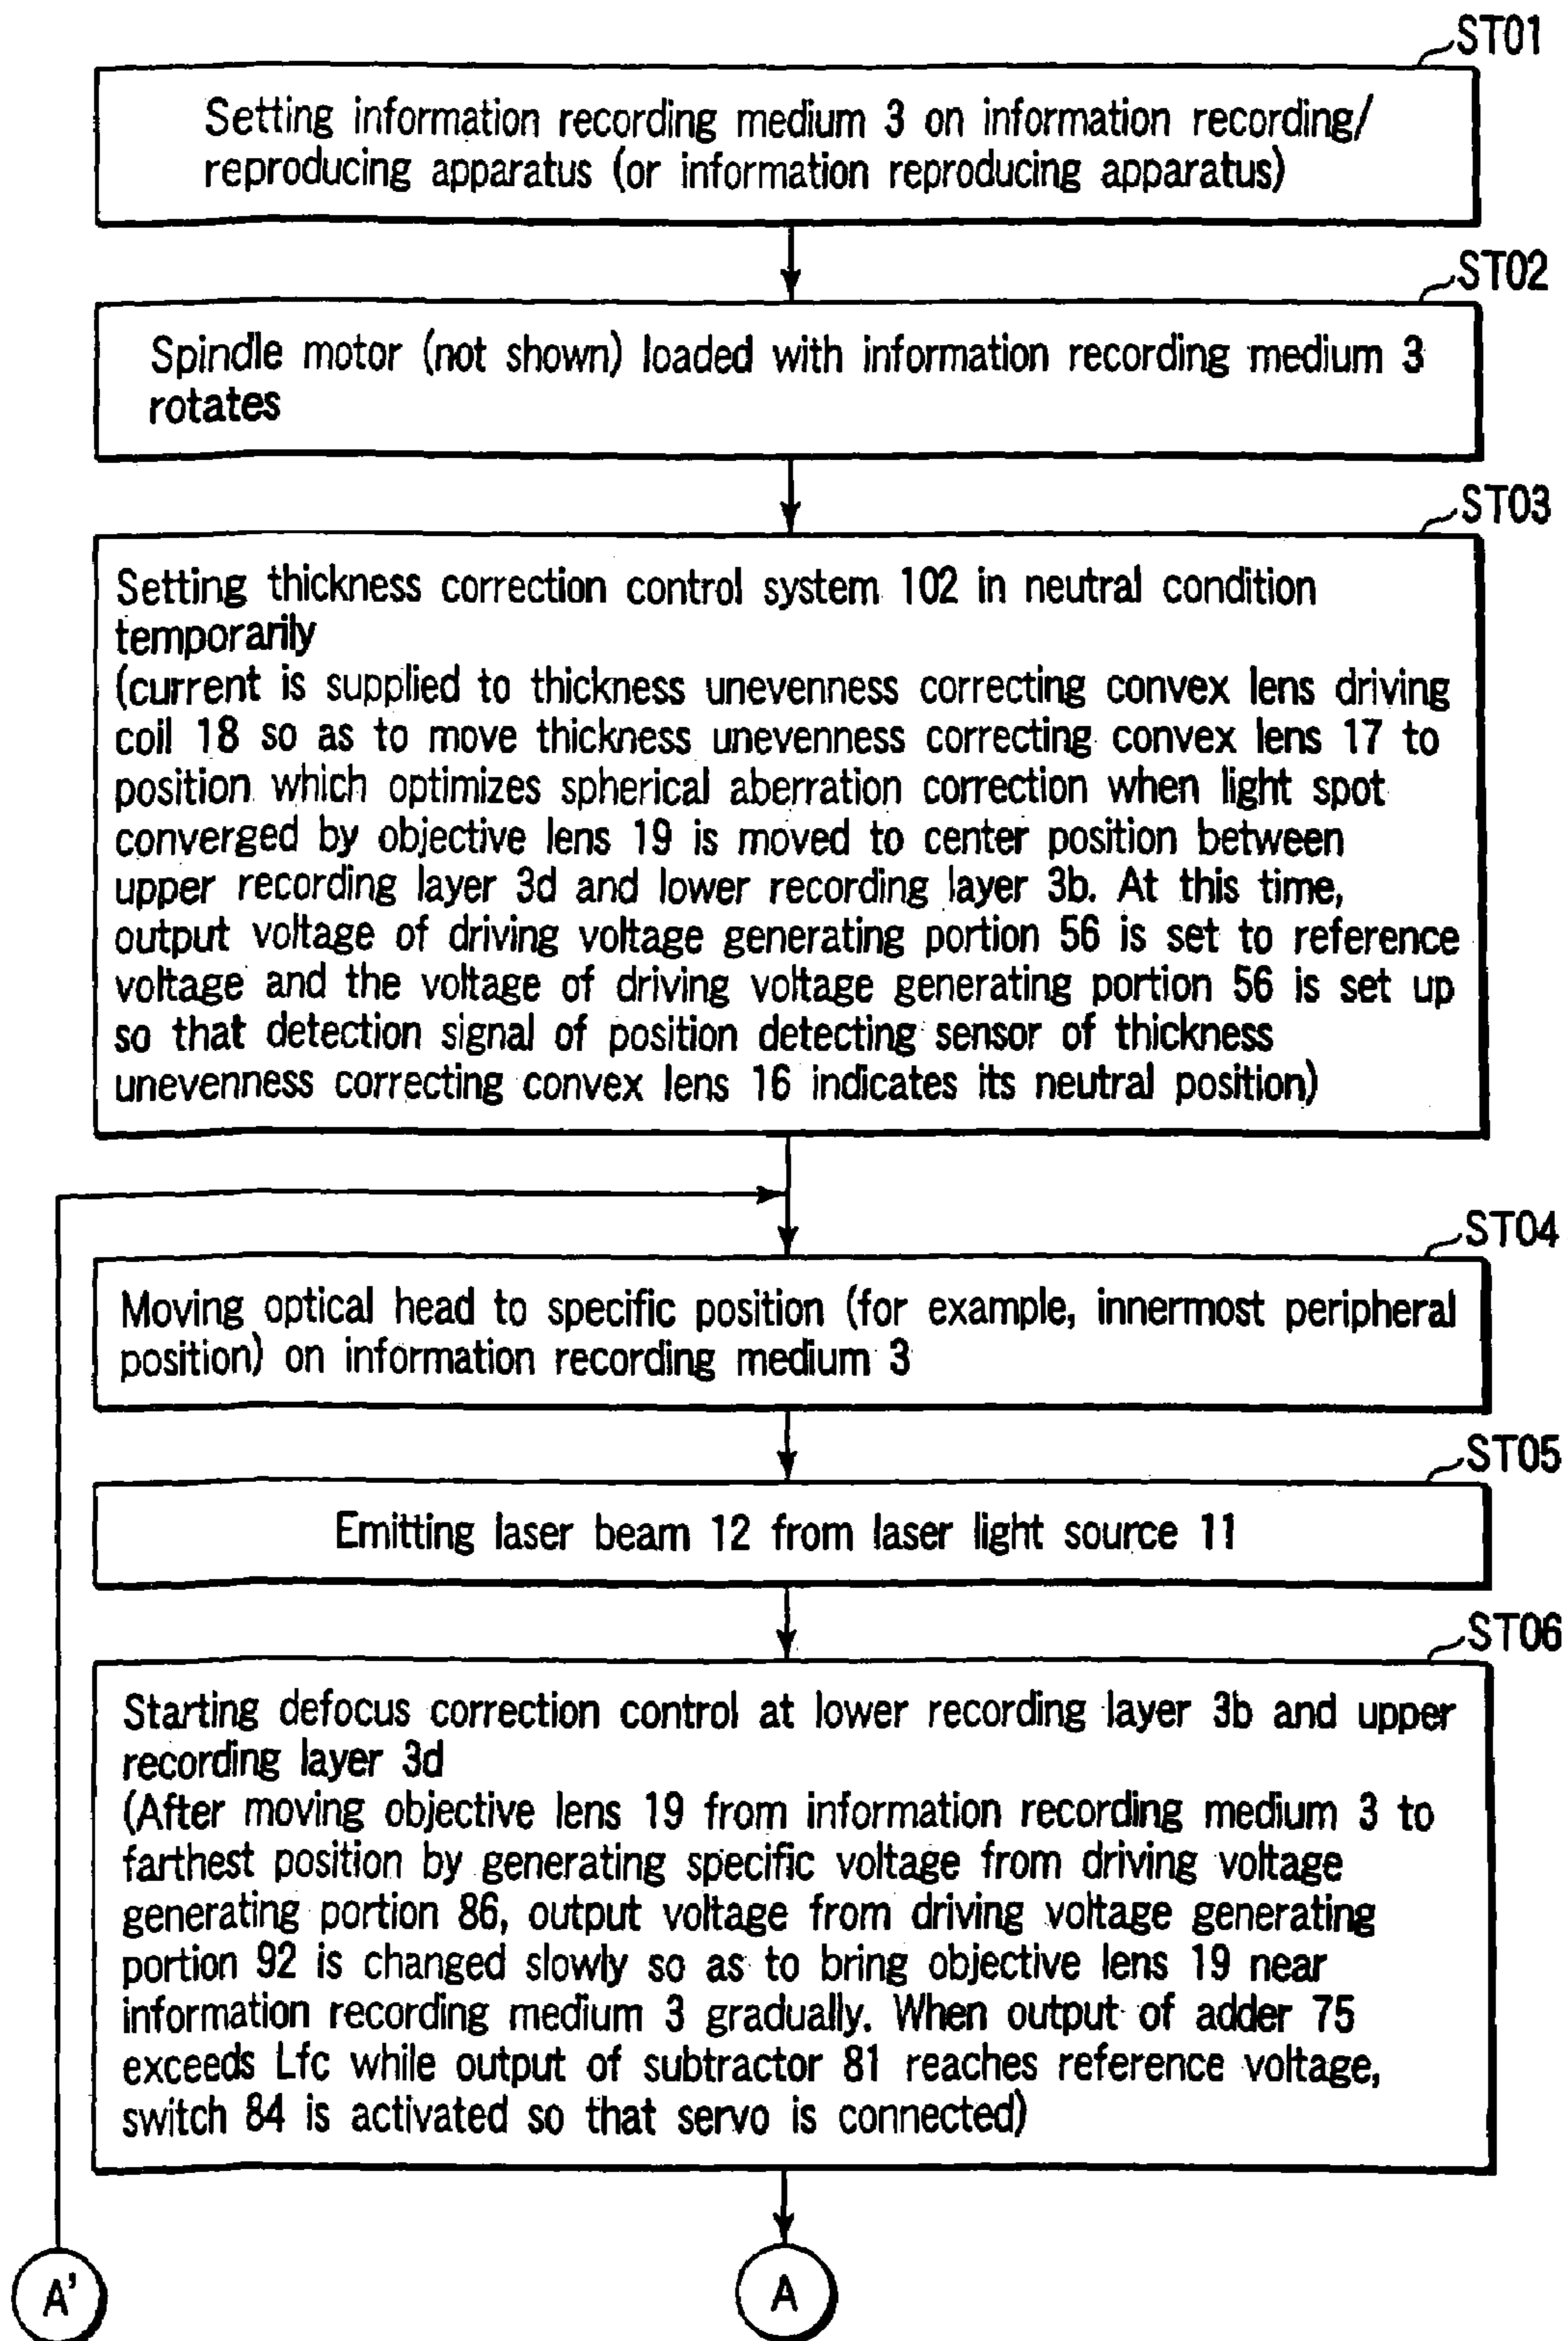 ST01
Setting information recording medium 3 on information recording/
reproducing apparatus (or information reproducing apparatus)
ST02
Spindle motor (not shown) loaded with information recording medium 3
rotates
ST03
Setting thickness correction control system 102 in neutral condition
temporarily
(current is supplied to thickness unevenness correcting convex lens driving
coil 18 so as to move thickness unevenness correcting convex lens 17 to
position which optimizes spherical aberration correction when light spot
converged by objective lens 19 is moved to center position between
upper recording layer 3d and lower recording layer 3b. At this time,
output voltage of driving voltage generating portion 56 is set to reference
voltage and the voltage of driving voltage generating portion 56 is set up
so that detection signal of position detecting sensor of thickness
unevenness correcting convex lens 16 indicates its neutral position)
ST04
Moving optical head to specific position (for example, innermost peripheral
position) on information recording medium 3
ST05
Emitting laser beam 12 from laser light source 11
ST06
Starting defocus correction control at lower recording layer 3b and upper
recording layer 3d
(After moving objective lens 19 from information recording medium 3 to
farthest position by generating specific voltage from driving voltage
generating portion 86, output voltage from driving voltage generating
portion 92 is changed slowly so as to bring objective lens 19 near
information recording medium 3 gradually. When output of adder 75
exceeds Lfc while output of subtractor 81 reaches reference voltage,
switch 84 is activated so that servo is connected)
A'
A